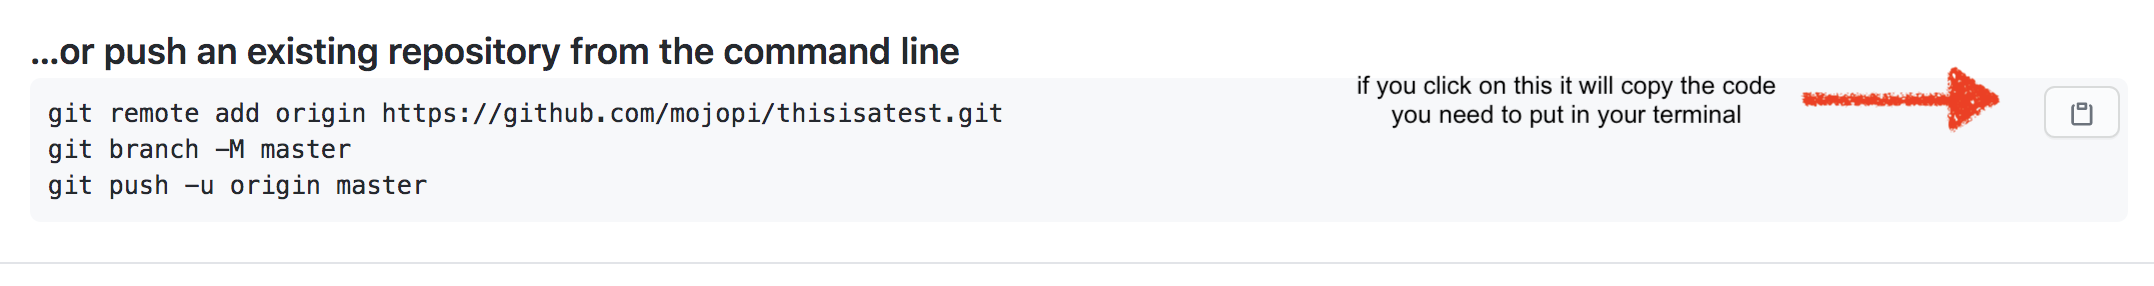 ...or push an existing repository from the command line
if you click on this it will copy the code
you need to put in your terminal
git remote add origin https://github.com/mojopi/thisisatest.git
git branch -M master
git push -u origin master